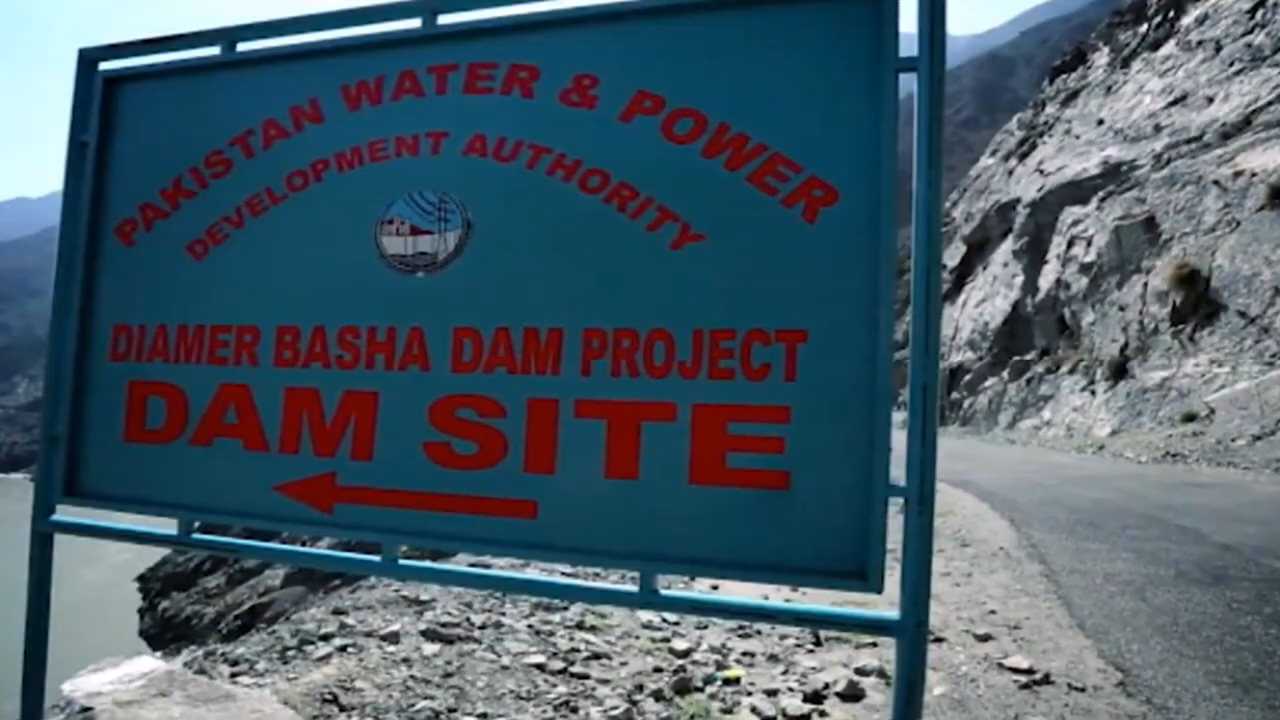 PAKISTAN WATER & POWER
DEVELOPMENT AUTHORITY
DIAMER BASHA DAM PROJECT
DAM SITE